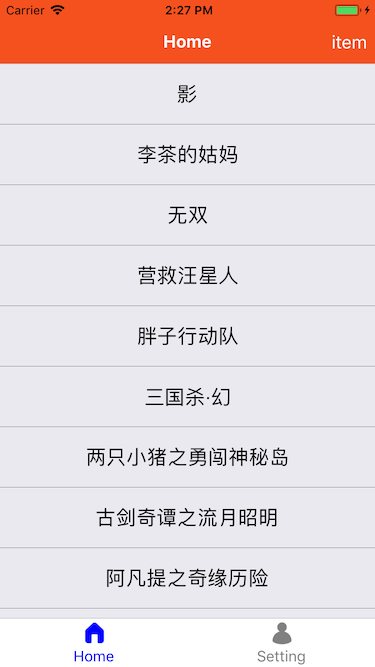 Carrier
2:27 PM
Home
item
影
李茶的姑妈
无双
营救汪星人
胖子行动队
三国杀·幻
两只小猪之勇闯神秘岛
古剑奇谭之流月昭明
阿凡提之奇缘历险
Home
Setting